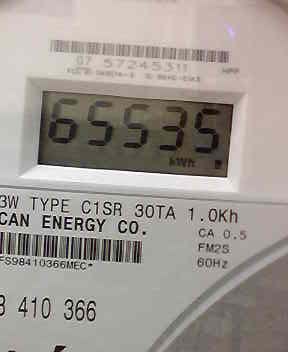 07 57245311
65535
kWh
3W TYPE C1SR 30TA 1.0Kh
CAN ENERGY CO.
CA 0.5
FM2S
60Hz
FS98410366MEC*
8 410 366